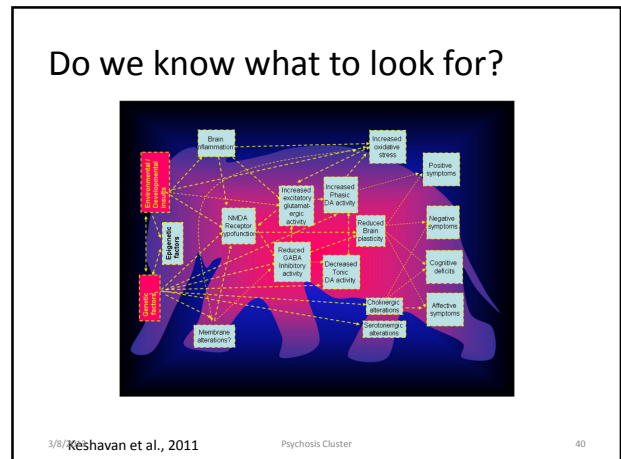 Do we know what to look for?
Brain
inflammation
Increased
oxidative
stress
Environmental /
Developmental
Insults
Positive
symptoms
Increased
excitatory
glutamat-
ergic
activity
Increased
Phasic
DA activity
NMDA
Receptor
hypofunction
Reduced
Brain
plasticity
Negative
symptoms
Epigenetic
factors
Reduced
GABA
Inhibitory
activity
Decreased
Tonic
DA activity
Cognitive
deficits
Genetic
factors
Cholinergic
alterations
Affective
symptoms
Membrane
alterations?
Serotonergic
alterations
Keshavan et al., 2011
Psychosis Cluster
40